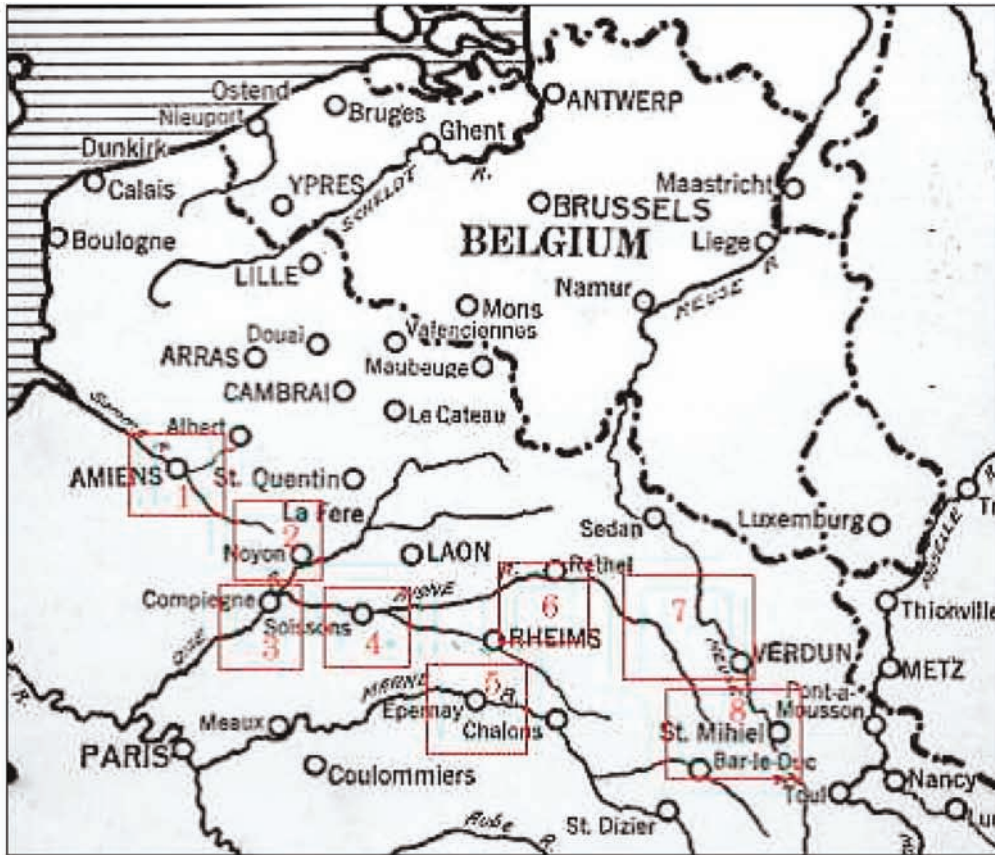 Ostend
Nieuport
Bruges
ANTWERP
Ghent
Dunkirk
Calais
YPRES
SCHELDT R.
Maastricht
BRUSSELS
Boulogne
BELGIUM
Liege
LILLE
Namur
MEUSE R.
Mons
Douai
Valenciennes
ARRAS
Maubeuge
CAMBRAI
Le Cateau
Somme R.
Albert
AMIENS
1
St. Quentin
La Fere
2
Noyon
LAON
Sedan
Luxemburg
MOSELLE R.
Tr
Rethel
R.
AISNE
Compiegne
Soissons
3
4
RHEIMS
6
7
Thionville
OISE
R.
MEUSE
VERDUN
METZ
MARNE R.
5
Epernay
Chalons
8
Pont-a-
Mousson
St. Mihiel
R.
Meaux
PARIS
Coulommiers
Bar-le-Duc
Nancy
Toul
St. Dizier
Lu
Aube R.